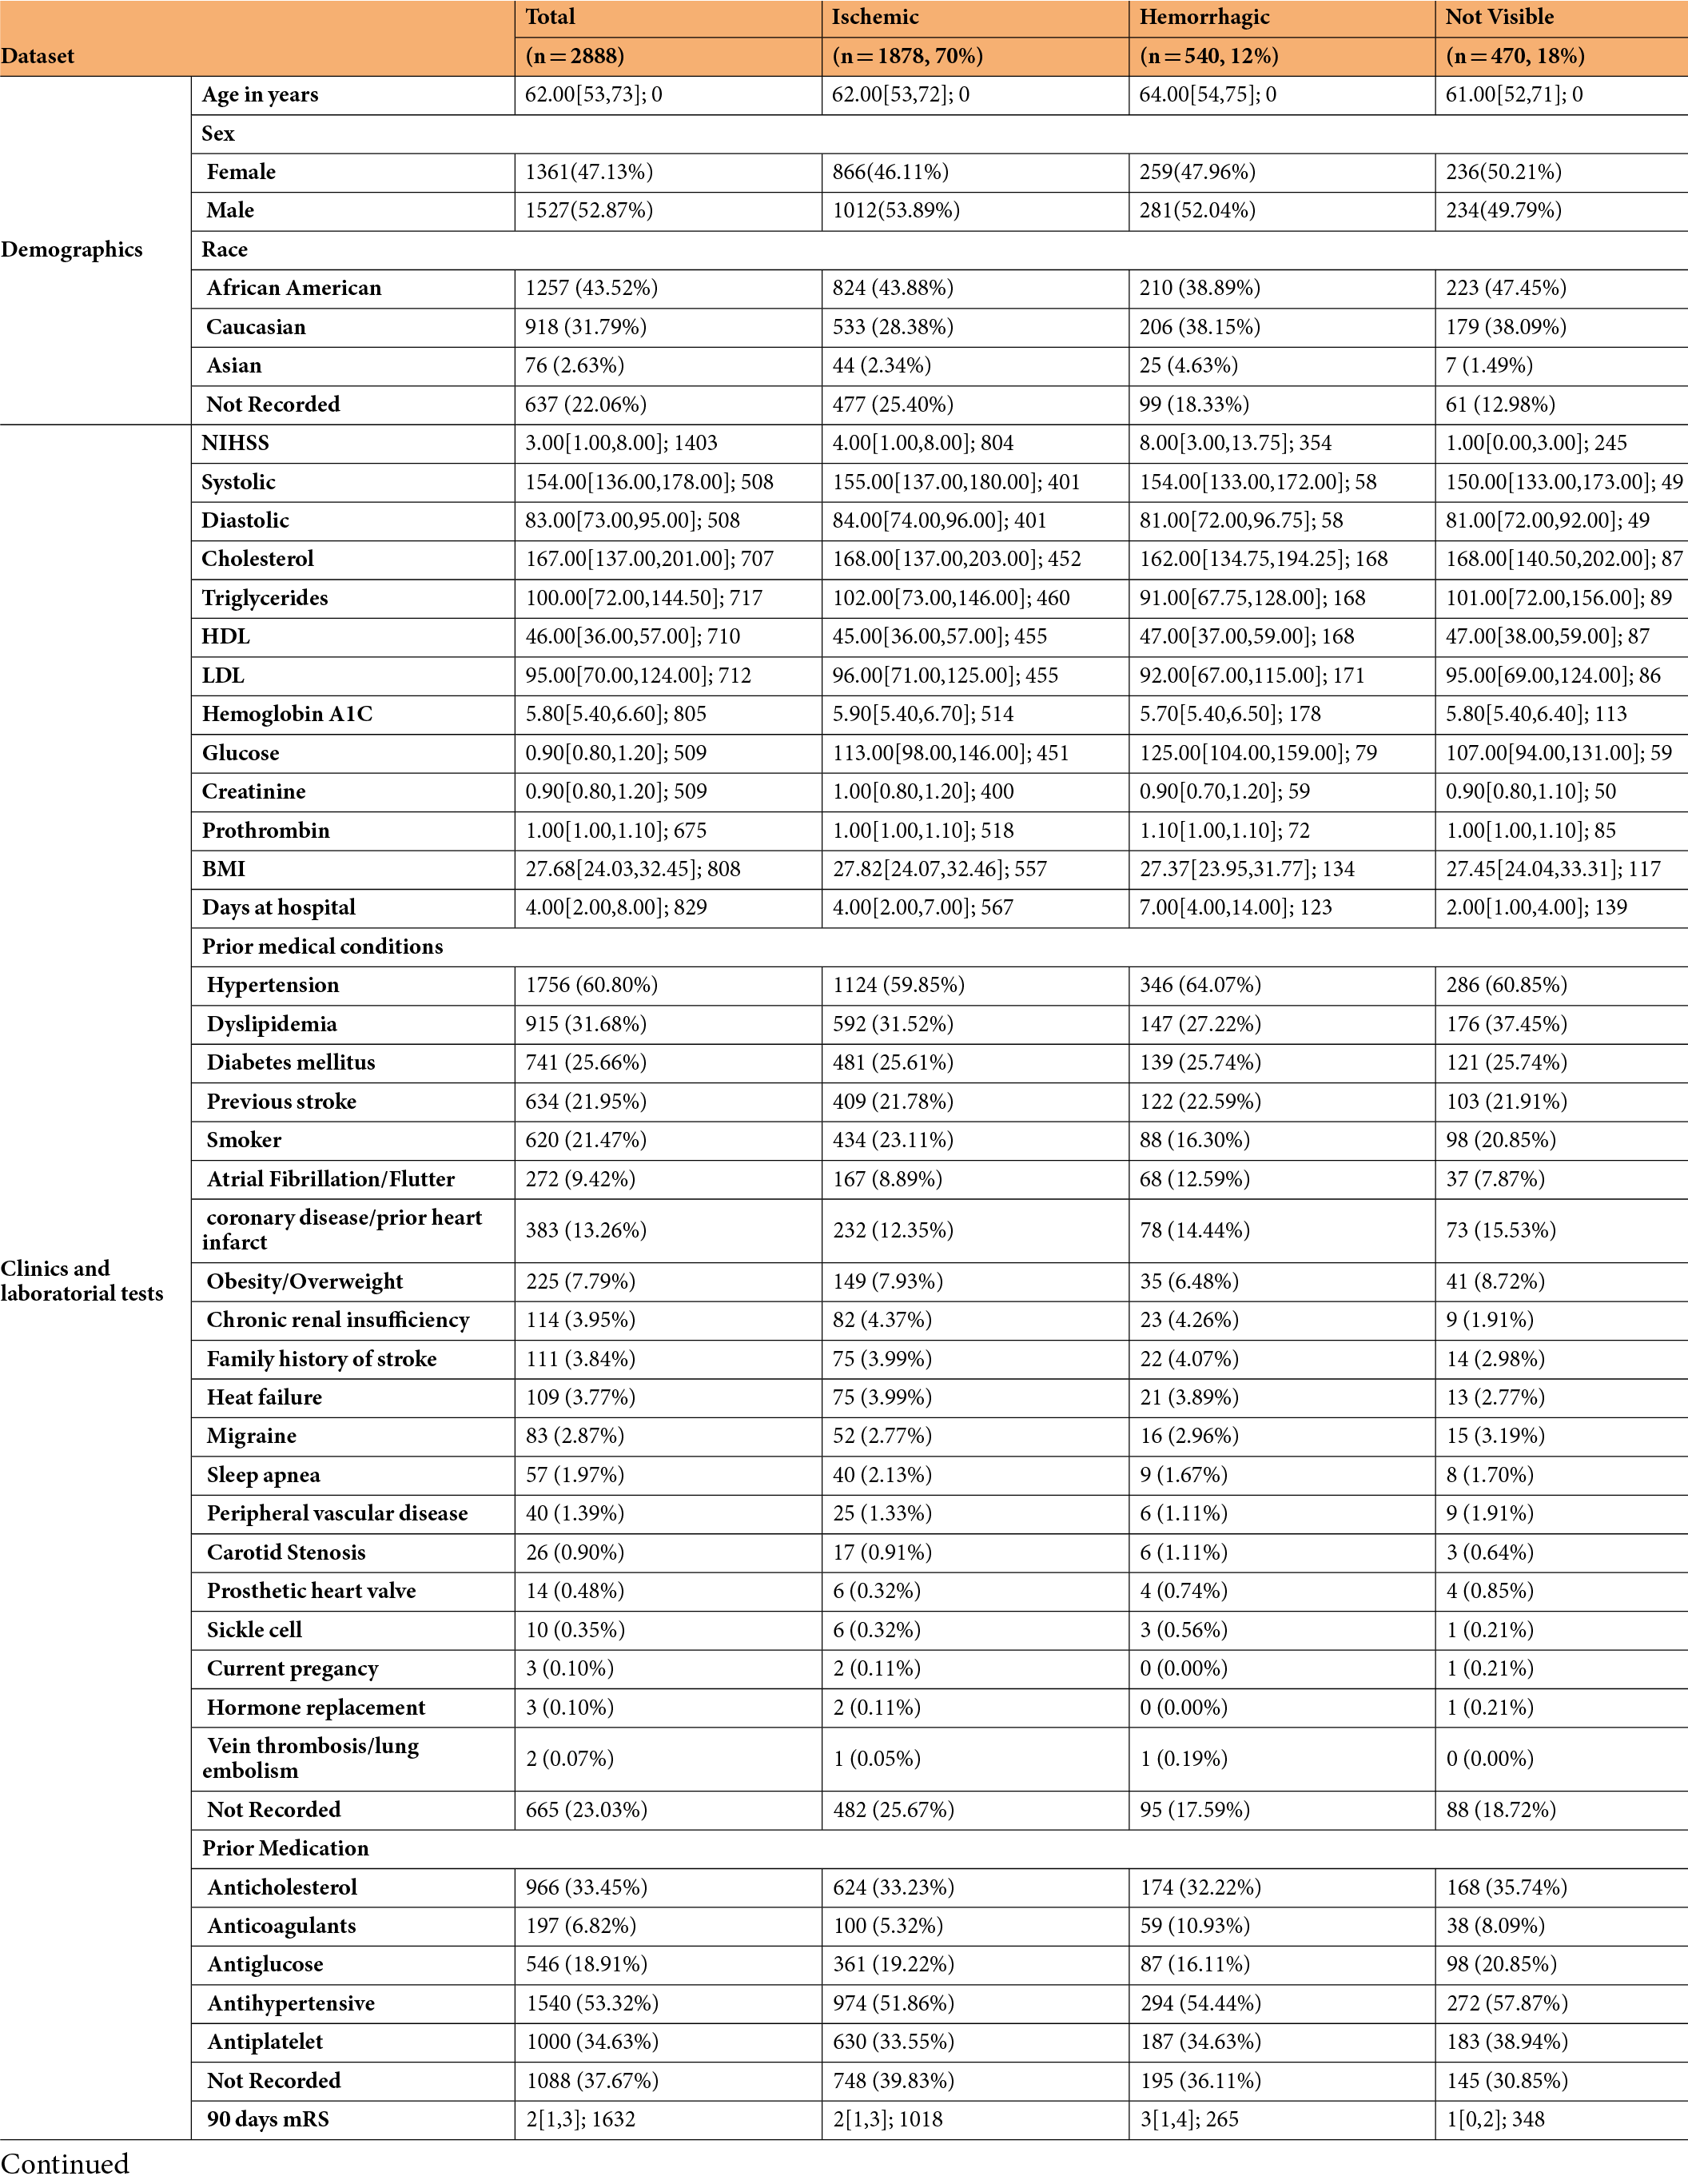 Dataset Total Ischemic Hemorrhagic Not Visible
(n = 2888) (n = 1878, 70%) (n = 540, 12%) (n = 470, 18%)
Demographics
Age in years 62.00[53,73]; 0 62.00[53,72]; 0 64.00[54,75]; 0 61.00[52,71]; 0
Sex
Female 1361(47.13%) 866(46.11%) 259(47.96%) 236(50.21%)
Male 1527(52.87%) 1012(53.89%) 281(52.04%) 234(49.79%)
Race
African American 1257 (43.52%) 824 (43.88%) 210 (38.89%) 223 (47.45%)
Caucasian 918 (31.79%) 533 (28.38%) 206 (38.15%) 179 (38.09%)
Asian 76 (2.63%) 44 (2.34%) 25 (4.63%) 7 (1.49%)
Not Recorded 637 (22.06%) 477 (25.40%) 99 (18.33%) 61 (12.98%)
Clinics and
laboratorial tests
NIHSS 3.00[1.00,8.00]; 1403 4.00[1.00,8.00]; 804 8.00[3.00,13.75]; 354 1.00[0.00,3.00]; 245
Systolic 154.00[136.00,178.00]; 508 155.00[137.00,180.00]; 401 154.00[133.00,172.00]; 58 150.00[133.00,173.00]; 49
Diastolic 83.00[73.00,95.00]; 508 84.00[74.00,96.00]; 401 81.00[72.00,96.75]; 58 81.00[72.00,92.00]; 49
Cholesterol 167.00[137.00,201.00]; 707 168.00[137.00,203.00]; 452 162.00[134.75,194.25]; 168 168.00[140.50,202.00]; 87
Triglycerides 100.00[72.00,144.50]; 717 102.00[73.00,146.00]; 460 91.00[67.75,128.00]; 168 101.00[72.00,156.00]; 89
HDL 46.00[36.00,57.00]; 710 45.00[36.00,57.00]; 455 47.00[37.00,59.00]; 168 47.00[38.00,59.00]; 87
LDL 95.00[70.00,124.00]; 712 96.00[71.00,125.00]; 455 92.00[67.00,115.00]; 171 95.00[69.00,124.00]; 86
Hemoglobin A1C 5.80[5.40,6.60]; 805 5.90[5.40,6.70]; 514 5.70[5.40,6.50]; 178 5.80[5.40,6.40]; 113
Glucose 0.90[0.80,1.20]; 509 113.00[98.00,146.00]; 451 125.00[104.00,159.00]; 79 107.00[94.00,131.00]; 59
Creatinine 0.90[0.80,1.20]; 509 1.00[0.80,1.20]; 400 0.90[0.70,1.20]; 59 0.90[0.80,1.10]; 50
Prothrombin 1.00[1.00,1.10]; 675 1.00[1.00,1.10]; 518 1.10[1.00,1.10]; 72 1.00[1.00,1.10]; 85
BMI 27.68[24.03,32.45]; 808 27.82[24.07,32.46]; 557 27.37[23.95,31.77]; 134 27.45[24.04,33.31]; 117
Days at hospital 4.00[2.00,8.00]; 829 4.00[2.00,7.00]; 567 7.00[4.00,14.00]; 123 2.00[1.00,4.00]; 139
Prior medical conditions
Hypertension 1756 (60.80%) 1124 (59.85%) 346 (64.07%) 286 (60.85%)
Dyslipidemia 915 (31.68%) 592 (31.52%) 147 (27.22%) 176 (37.45%)
Diabetes mellitus 741 (25.66%) 481 (25.61%) 139 (25.74%) 121 (25.74%)
Previous stroke 634 (21.95%) 409 (21.78%) 122 (22.59%) 103 (21.91%)
Smoker 620 (21.47%) 434 (23.11%) 88 (16.30%) 98 (20.85%)
Atrial Fibrillation/Flutter 272 (9.42%) 167 (8.89%) 68 (12.59%) 37 (7.87%)
coronary disease/prior heart
infarct 383 (13.26%) 232 (12.35%) 78 (14.44%) 73 (15.53%)
Obesity/Overweight 225 (7.79%) 149 (7.93%) 35 (6.48%) 41 (8.72%)
Chronic renal insufficiency 114 (3.95%) 82 (4.37%) 23 (4.26%) 9 (1.91%)
Family history of stroke 111 (3.84%) 75 (3.99%) 22 (4.07%) 14 (2.98%)
Heat failure 109 (3.77%) 75 (3.99%) 21 (3.89%) 13 (2.77%)
Migraine 83 (2.87%) 52 (2.77%) 16 (2.96%) 15 (3.19%)
Sleep apnea 57 (1.97%) 40 (2.13%) 9 (1.67%) 8 (1.70%)
Peripheral vascular disease 40 (1.39%) 25 (1.33%) 6 (1.11%) 9 (1.91%)
Carotid Stenosis 26 (0.90%) 17 (0.91%) 6 (1.11%) 3 (0.64%)
Prosthetic heart valve 14 (0.48%) 6 (0.32%) 4 (0.74%) 4 (0.85%)
Sickle cell 10 (0.35%) 6 (0.32%) 3 (0.56%) 1 (0.21%)
Current pregancy 3 (0.10%) 2 (0.11%) 0 (0.00%) 1 (0.21%)
Hormone replacement 3 (0.10%) 2 (0.11%) 0 (0.00%) 1 (0.21%)
Vein thrombosis/lung
embolism 2 (0.07%) 1 (0.05%) 1 (0.19%) 0 (0.00%)
Not Recorded 665 (23.03%) 482 (25.67%) 95 (17.59%) 88 (18.72%)
Prior Medication
Anticholesterol 966 (33.45%) 624 (33.23%) 174 (32.22%) 168 (35.74%)
Anticoagulants 197 (6.82%) 100 (5.32%) 59 (10.93%) 38 (8.09%)
Antiglucose 546 (18.91%) 361 (19.22%) 87 (16.11%) 98 (20.85%)
Antihypertensive 1540 (53.32%) 974 (51.86%) 294 (54.44%) 272 (57.87%)
Antiplatelet 1000 (34.63%) 630 (33.55%) 187 (34.63%) 183 (38.94%)
Not Recorded 1088 (37.67%) 748 (39.83%) 195 (36.11%) 145 (30.85%)
90 days mRS 2[1,3]; 1632 2[1,3]; 1018 3[1,4]; 265 1[0,2]; 348
Continued